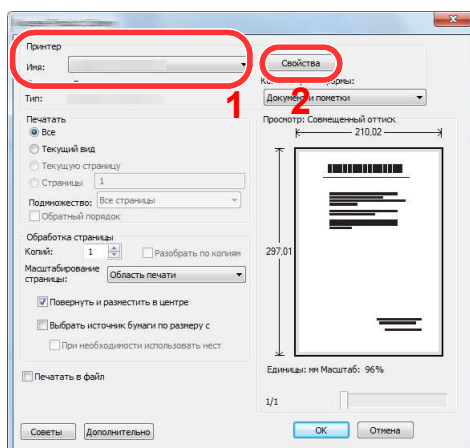 Принтер
Имя:
Свойства
1
2
Тип:
Документ и пометки
Печатать
Все
Текущий вид
Текущую страницу
Страницы 1
Подмножество: Все страницы
Обратный порядок
Просмотр: Совмещенный оттиск
210,02
297,01
Обработка страницы
Копий: 1 Разобрать по копиям
Масштабирование
страницы: Область печати
Повернуть и разместить в центре
Выбрать источник бумаги по размеру с
При необходимости использовать нест
Печатать в файл
Единицы: мм Масштаб: 96%
1/1
Советы Дополнительно OK Отмена